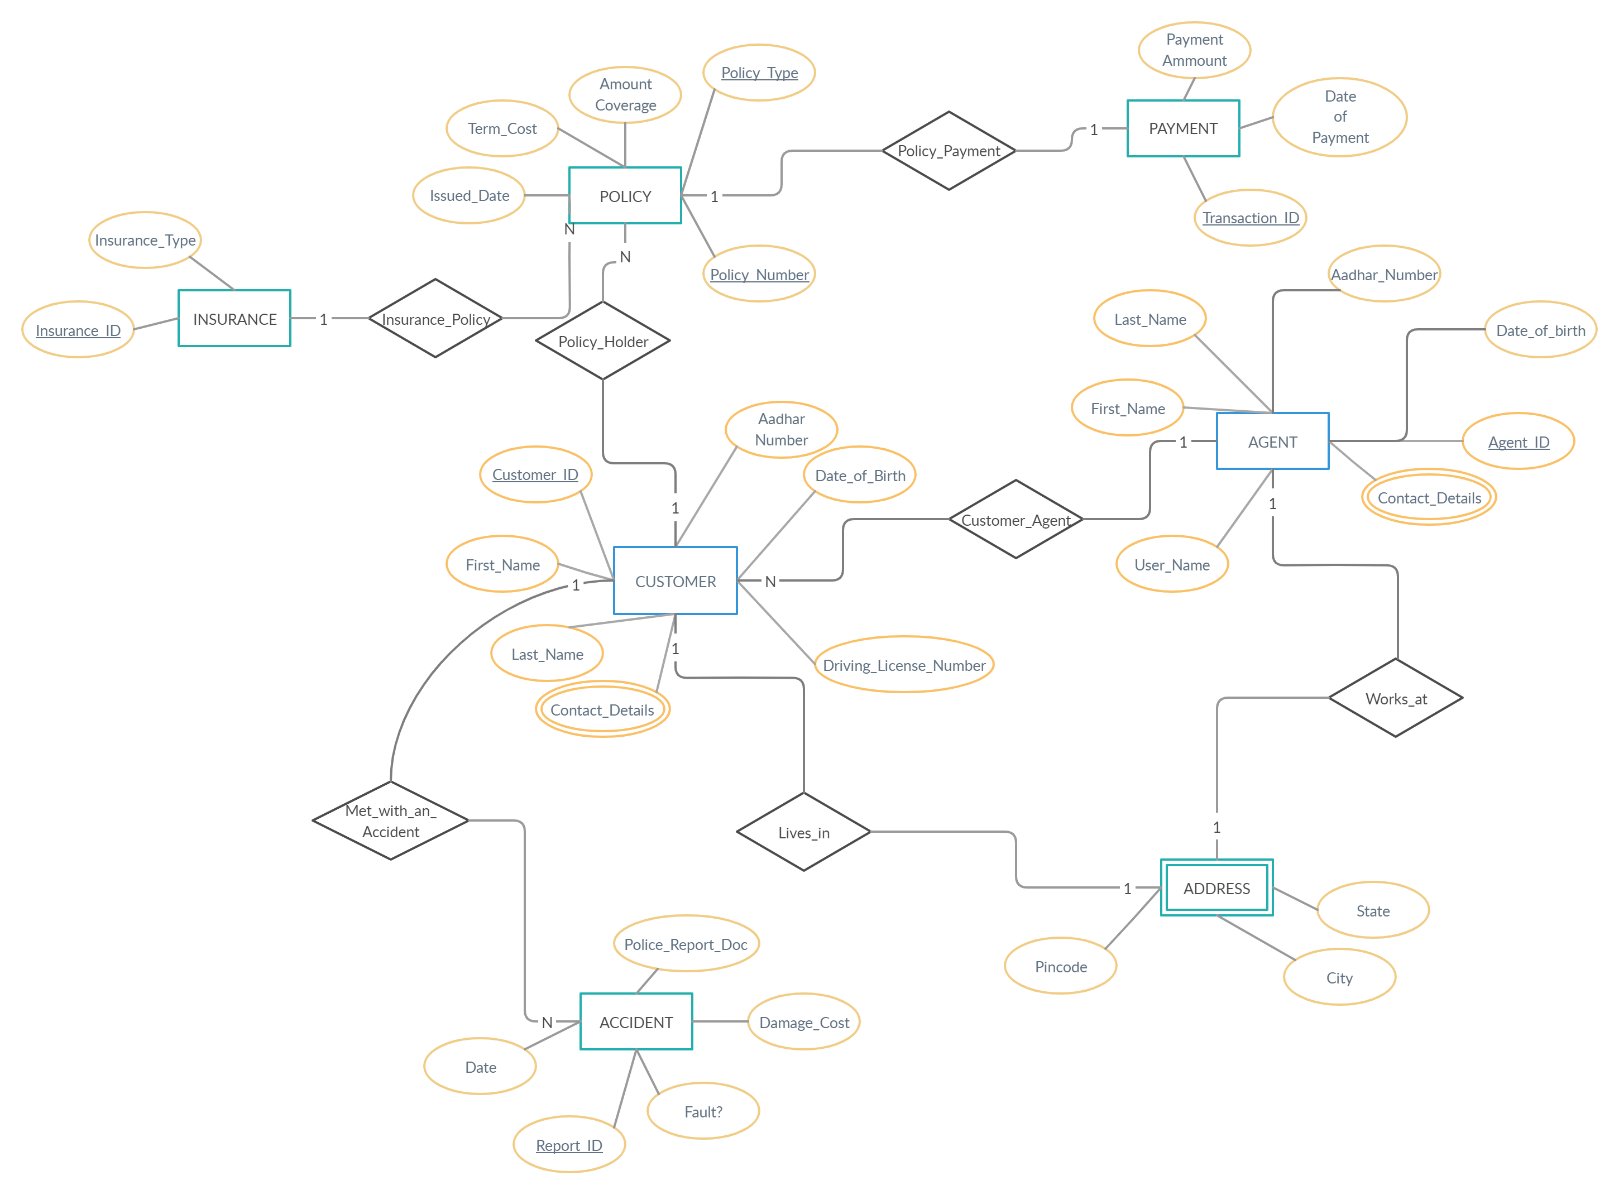 Payment
Ammount
Policy_Type
Amount
Coverage
Date
of
Payment
Term_Cost
PAYMENT
1
Policy_Payment
POLICY
Issued_Date
1
Transaction_ID
N
Insurance_Type
N
Policy_Number
Aadhar_Number
INSURANCE
1
Insurance_Policy
Last_Name
Insurance_ID
Date_of_birth
Policy_Holder
First_Name
Aadhar
Number
1
AGENT
Agent_ID
Customer_ID
Date_of_Birth
Contact_Details
1
1
Customer_Agent
First_Name
User_Name
1
CUSTOMER
N
1
Last_Name
Driving_License_Number
Contact_Details
Works_at
Met_with_an_
Accident
Lives_in
1
1
ADDRESS
State
Police_Report_Doc
Pincode
City
N
ACCIDENT
Damage_Cost
Date
Fault?
Report_ID